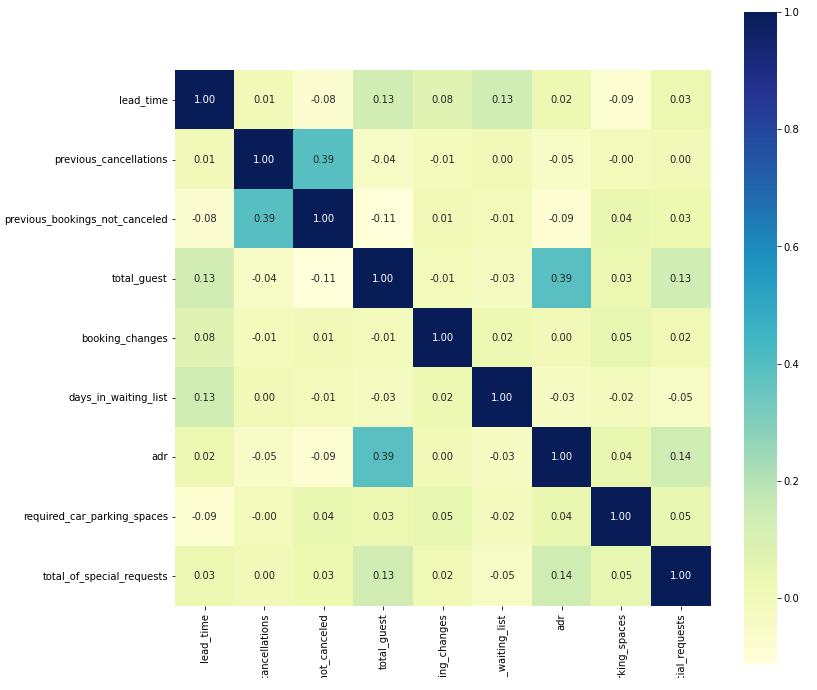 1.0
lead_time 1.00 0.01 -0.08 0.13 0.08 0.13 0.02 -0.09 0.03
0.8
previous_cancellations 0.01 1.00 0.39 -0.04 -0.01 0.00 -0.05 -0.00 0.00
previous_bookings_not_canceled -0.08 0.39 1.00 -0.11 0.01 -0.01 -0.09 0.04 0.03
0.6
total_guest 0.13 -0.04 -0.11 1.00 -0.01 -0.03 0.39 0.03 0.13
booking_changes 0.08 -0.01 0.01 -0.01 1.00 0.02 0.00 0.05 0.02
0.4
days_in_waiting_list 0.13 0.00 -0.01 -0.03 0.02 1.00 -0.03 -0.02 -0.05
adr 0.02 -0.05 -0.09 0.39 0.00 -0.03 1.00 0.04 0.14
0.2
required_car_parking_spaces -0.09 -0.00 0.04 0.03 0.05 -0.02 0.04 1.00 0.05
total_of_special_requests 0.03 0.00 0.03 0.13 0.02 -0.05 0.14 0.05 1.00
0.0
lead_time
cancellations
not_canceled
total_guest
ing_changes
_waiting_list
adr
rking_spaces
cial_requests